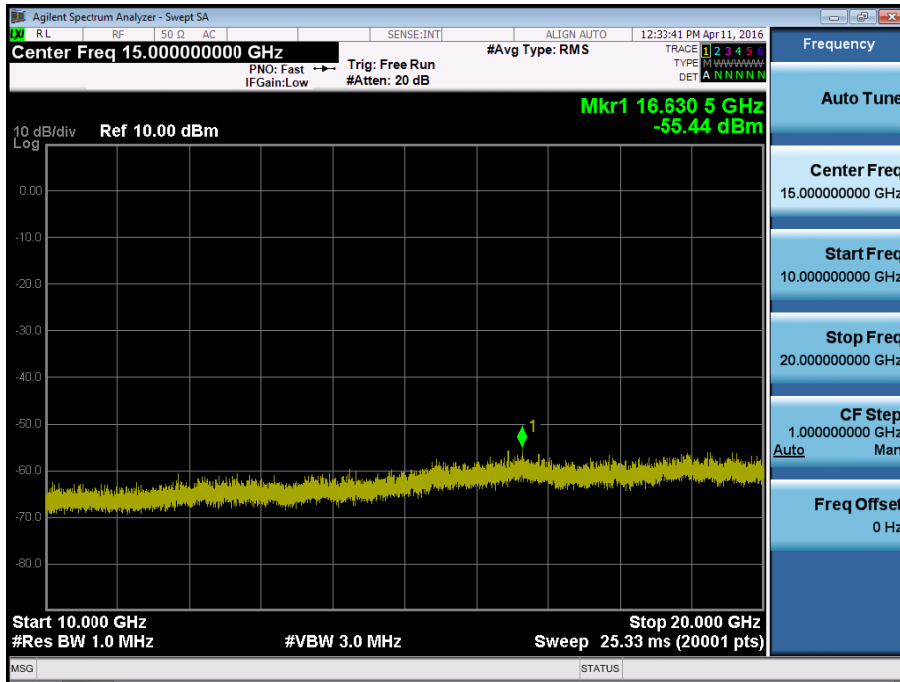 Agilent Spectrum Analyzer - Swept SA
LXI RL RF 50 Ω AC SENSE:INT ALIGN AUTO 12:33:41 PM Apr 11, 2016
Center Freq 15.000000000 GHz #Avg Type: RMS TRACE 1 2 3 4 5 6
PNO: Fast Trig: Free Run TYPE M WWWWW
IFGain:Low #Atten: 20 dB DET A N N N N N
Mkr1 16.630 5 GHz
10 dB/div Ref 10.00 dBm -55.44 dBm
Log
0.00
-10.0
-20.0
-30.0
-40.0
-50.0
1
-60.0
-70.0
-80.0
Start 10.000 GHz Stop 20.000 GHz
#Res BW 1.0 MHz #VBW 3.0 MHz Sweep 25.33 ms (20001 pts)
MSG STATUS
Frequency
Auto Tune
Center Freq
15.000000000 GHz
Start Freq
10.000000000 GHz
Stop Freq
20.000000000 GHz
CF Step
1.000000000 GHz
Auto Man
Freq Offset
0 Hz